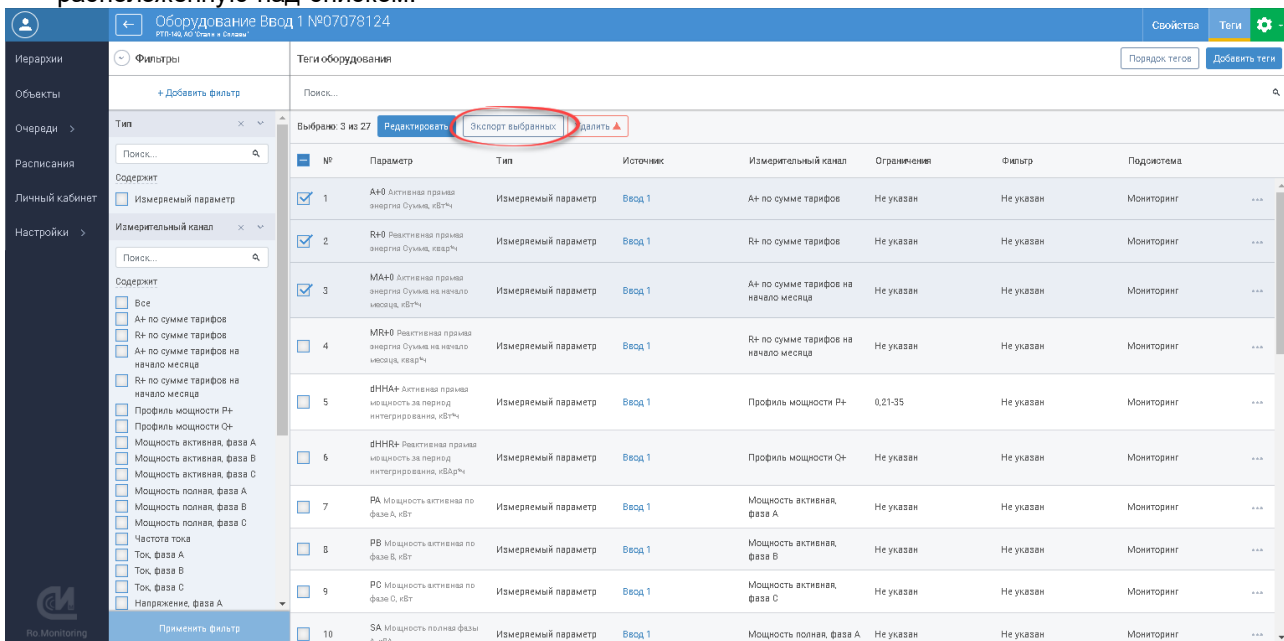 расположенную над списком.
Оборудование Ввод 1 №07078124
РТП-149, АО "Стали и Сплавы"
Свойства
Теги
Иерархии
Объекты
Очереди >
Расписания
Личный кабинет
Настройки >
Ro.Monitoring
Фильтры
+ Добавить фильтр
Тип
Поиск...
Содержит
Измеряемый параметр
Измерительный канал
Поиск...
Содержит
Все
A+ по сумме тарифов
R+ по сумме тарифов
A+ по сумме тарифов на
начало месяца
R+ по сумме тарифов на
начало месяца
Профиль мощности P+
Профиль мощности Q+
Мощность активная, фаза A
Мощность активная, фаза B
Мощность активная, фаза C
Мощность полная, фаза A
Мощность полная, фаза B
Мощность полная, фаза C
Частота тока
Ток, фаза A
Ток, фаза B
Ток, фаза C
Напряжение, фаза A
Применить фильтр
Теги оборудования
Порядок тегов
Добавить теги
Поиск...
Выбрано: 3 из 27 Редактировать Экспорт выбранных далить
№ Параметр Тип Источник Измерительный канал Ограничения Фильтр Подсистема
1 A+0 Активная прямая
энергия Сумма, кВт*ч Измеряемый параметр Ввод 1 A+ по сумме тарифов Не указан Не указан Мониторинг ...
2 R+0 Реактивная прямая
энергия Сумма, квар*ч Измеряемый параметр Ввод 1 R+ по сумме тарифов Не указан Не указан Мониторинг ...
3 MA+0 Активная прямая
энергия Сумма на начало
месяца, кВт*ч Измеряемый параметр Ввод 1 A+ по сумме тарифов на
начало месяца Не указан Не указан Мониторинг ...
4 MR+0 Реактивная прямая
энергия Сумма на начало
месяца, квар*ч Измеряемый параметр Ввод 1 R+ по сумме тарифов на
начало месяца Не указан Не указан Мониторинг ...
5 dHHA+ Активная прямая
мощность за период
интегрирования, кВт*ч Измеряемый параметр Ввод 1 Профиль мощности P+ 0,21-35 Не указан Мониторинг ...
6 dHHR+ Реактивная прямая
мощность за период
интегрирования, кВАр*ч Измеряемый параметр Ввод 1 Профиль мощности Q+ Не указан Не указан Мониторинг ...
7 PA Мощность активная по
фазе A, кВт Измеряемый параметр Ввод 1 Мощность активная,
фаза A Не указан Не указан Мониторинг ...
8 PB Мощность активная по
фазе B, кВт Измеряемый параметр Ввод 1 Мощность активная,
фаза B Не указан Не указан Мониторинг ...
9 PC Мощность активная по
фазе C, кВт Измеряемый параметр Ввод 1 Мощность активная,
фаза C Не указан Не указан Мониторинг ...
10 SA Мощность полная фазы
Измеряемый параметр Ввод 1 Мощность полная, фаза A Не указан Не указан Мониторинг ...